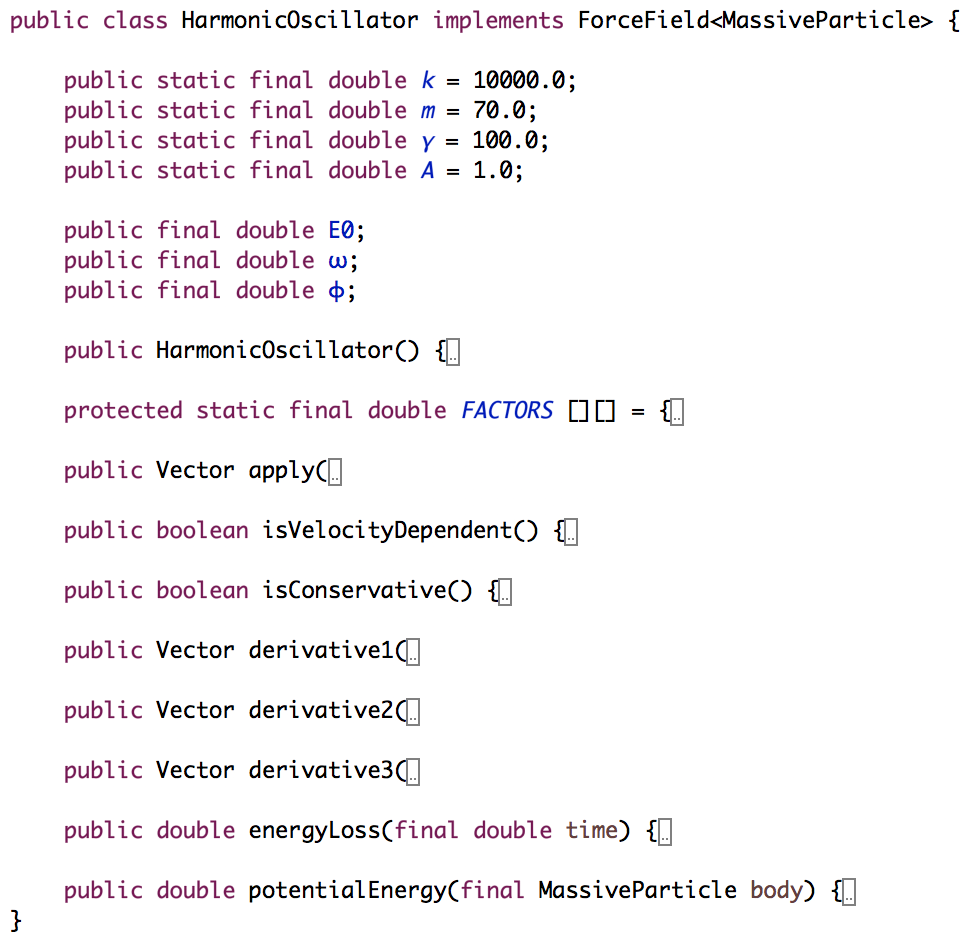 public class HarmonicOscillator implements ForceField<MassiveParticle> {
public static final double k = 10000.0;
public static final double m = 70.0;
public static final double γ = 100.0;
public static final double A = 1.0;
public final double E0;
public final double ω;
public final double ϕ;
public HarmonicOscillator() {..
protected static final double FACTORS [][] = {..
public Vector apply(..
public boolean isVelocityDependent() {..
public boolean isConservative() {..
public Vector derivative1(..
public Vector derivative2(..
public Vector derivative3(..
public double energyLoss(final double time) {..
public double potentialEnergy(final MassiveParticle body) {..
}